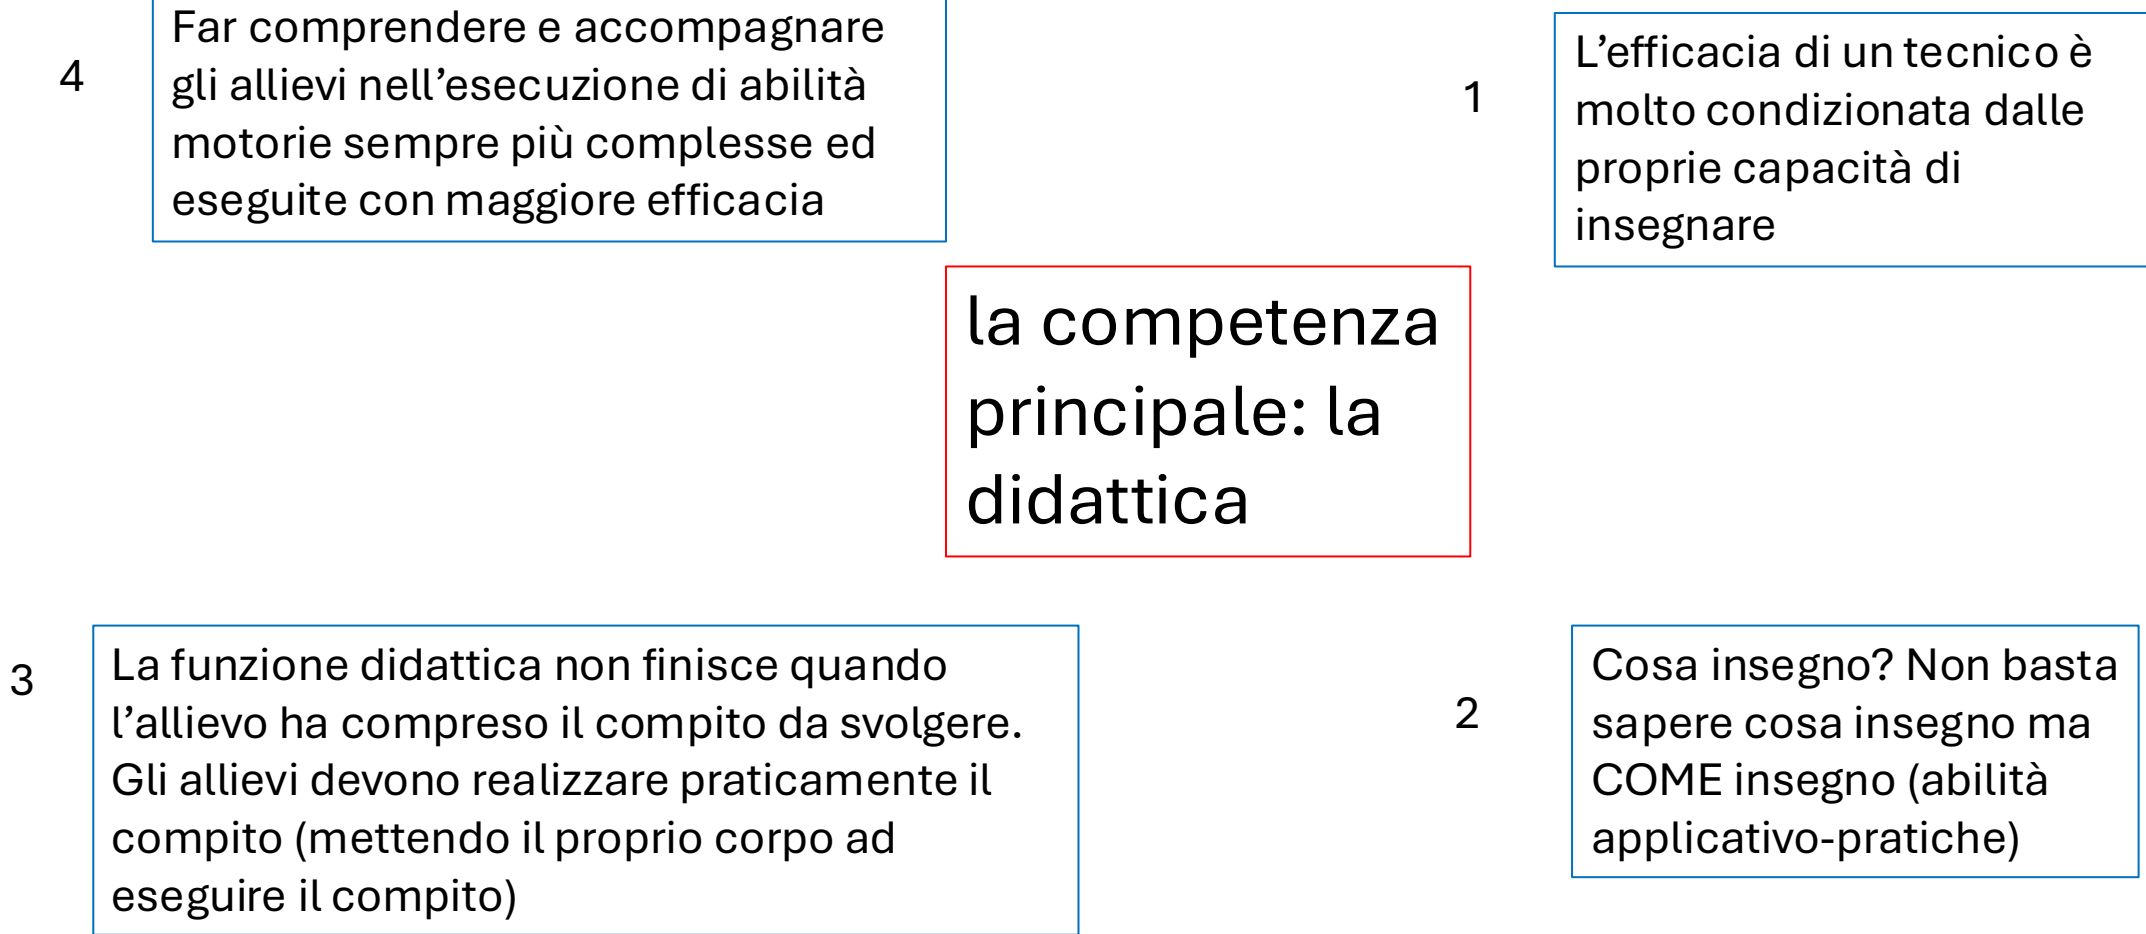 4
Far comprendere e accompagnare
gli allievi nell’esecuzione di abilità
motorie sempre più complesse ed
eseguite con maggiore efficacia
1
L’efficacia di un tecnico è
molto condizionata dalle
proprie capacità di
insegnare
la competenza
principale: la
didattica
3
La funzione didattica non finisce quando
l’allievo ha compreso il compito da svolgere.
Gli allievi devono realizzare praticamente il
compito (mettendo il proprio corpo ad
eseguire il compito)
2
Cosa insegno? Non basta
sapere cosa insegno ma
COME insegno (abilità
applicativo-pratiche)